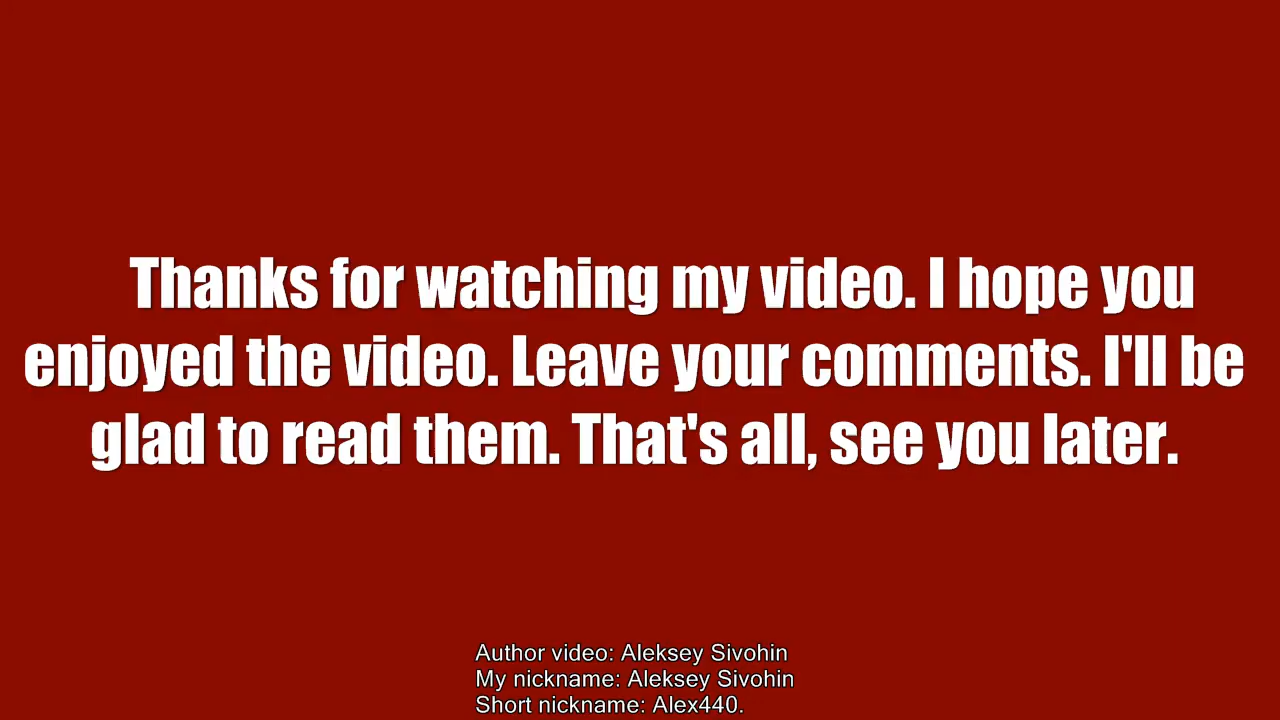 Thanks for watching my video. I hope you
enjoyed the video. Leave your comments. I'll be
glad to read them. That's all, see you later.
Author video: Aleksey Sivohin
My nickname: Aleksey Sivohin
Short nickname: Alex440.